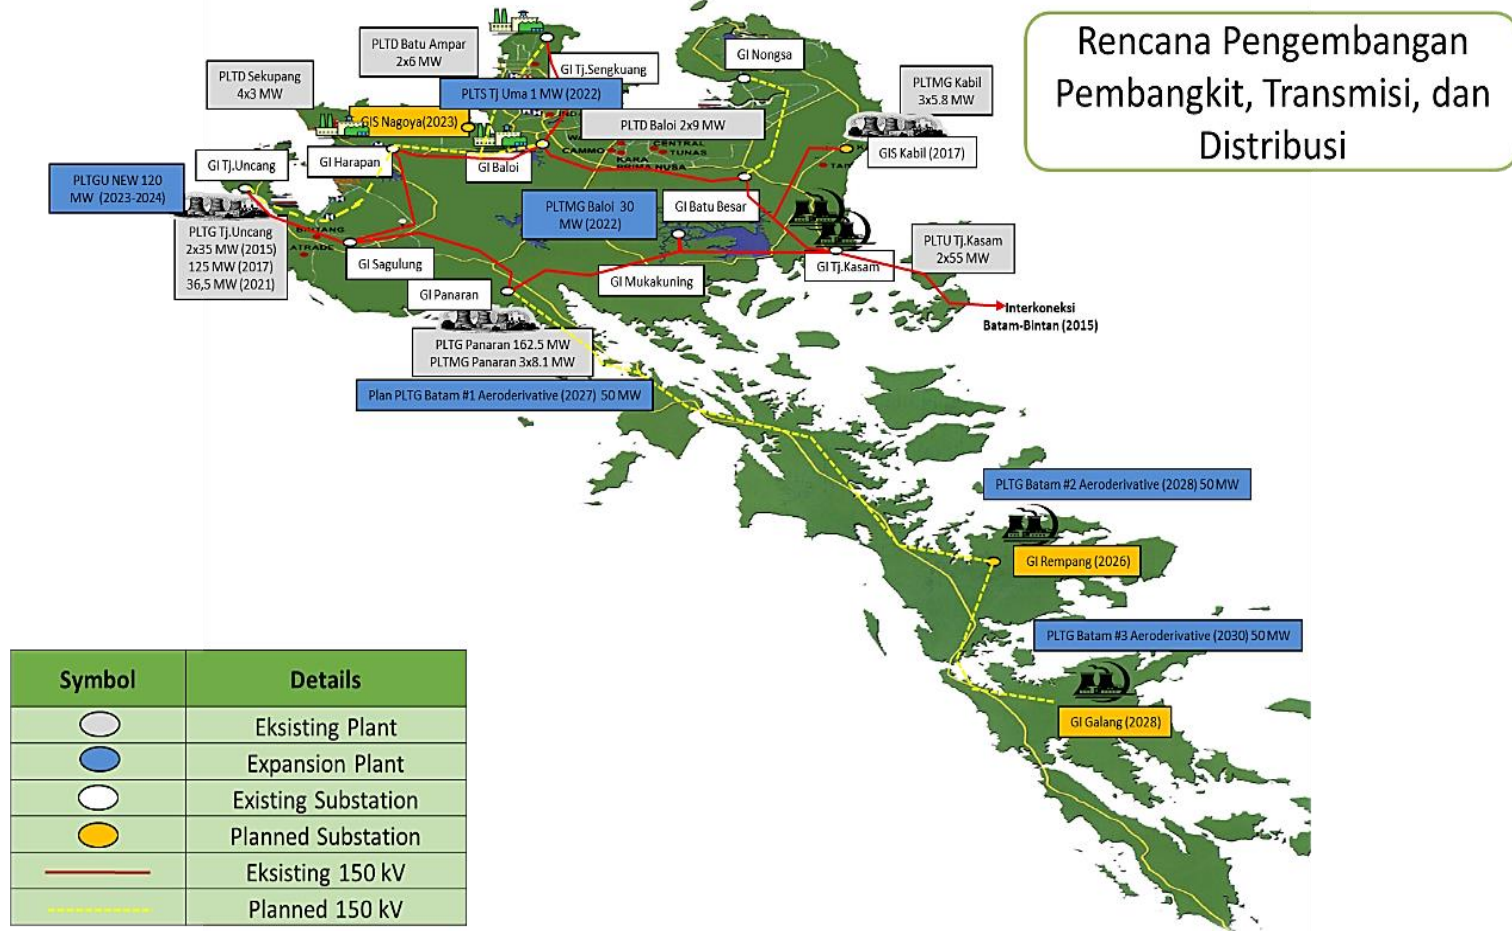 Rencana Pengembangan
Pembangkit, Transmisi, dan
Distribusi
PLTD Batu Ampar
2x6 MW
GI Tj.Sengkuang
GI Nongsa
PLTD Sekupang
4x3 MW
PLTS Tj Uma 1 MW (2022)
PLTMG Kabil
3x5.8 MW
GIS Nagoya(2023)
PLTD Baloi 2x9 MW
GIS Kabil (2017)
CAMMO
CENTRAL
TUNAS
KARA
NUSA
GI Tj.Uncang
GI Harapan
GI Baloi
PLTGU NEW 120
MW (2023-2024)
PLTMG Baloi 30
MW (2022)
GI Batu Besar
PLTG Tj.Uncang
2x35 MW (2015)
125 MW (2017)
36,5 MW (2021)
BINTANG
ATRADE
GI Sagulung
GI Panaran
GI Mukakuning
GI Tj.Kasam
PLTU Tj.Kasam
2x55 MW
Interkoneksi
Batam-Bintan (2015)
PLTG Panaran 162.5 MW
PLTMG Panaran 3x8.1 MW
Plan PLTG Batam #1 Aeroderivative (2027) 50 MW
PLTG Batam #2 Aeroderivative (2028) 50 MW
GI Rempang (2026)
PLTG Batam #3 Aeroderivative (2030) 50 MW
GI Galang (2028)
Symbol Details
Eksisting Plant
Expansion Plant
Existing Substation
Planned Substation
Eksisting 150 kV
Planned 150 kV